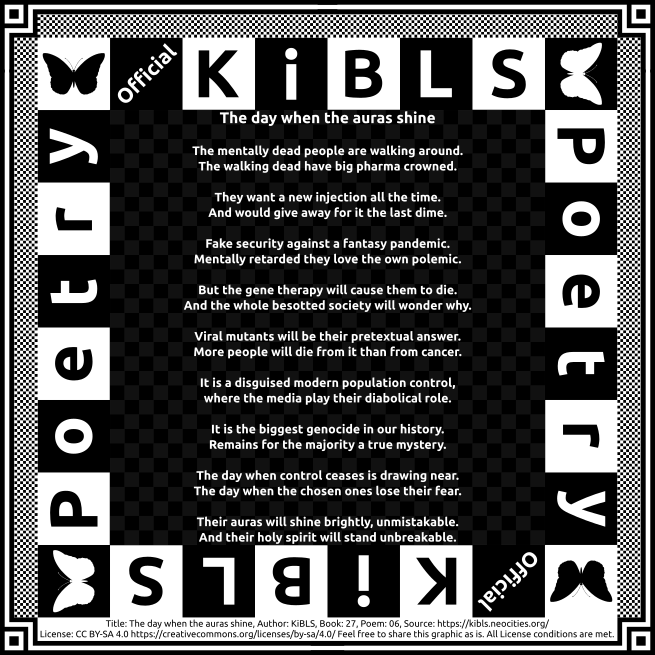 Official KiBLS
Poetry
Poetry
The day when the auras shine
The mentally dead people are walking around.
The walking dead have big pharma crowned.
They want a new injection all the time.
And would give away for it the last dime.
Fake security against a fantasy pandemic.
Mentally retarded they love the own polemic.
But the gene therapy will cause them to die.
And the whole besotted society will wonder why.
Viral mutants will be their pretextual answer.
More people will die from it than from cancer.
It is a disguised modern population control,
where the media play their diabolical role.
It is the biggest genocide in our history.
Remains for the majority a true mystery.
The day when control ceases is drawing near.
The day when the chosen ones lose their fear.
Their auras will shine brightly, unmistakable.
And their holy spirit will stand unbreakable.
Official KiBLS
Title: The day when the auras shine, Author: KiBLS, Book: 27, Poem: 06, Source: https://kibls.neocities.org/
License: CC BY-SA 4.0 https://creativecommons.org/licenses/by-sa/4.0/ Feel free to share this graphic as is. All License conditions are met.